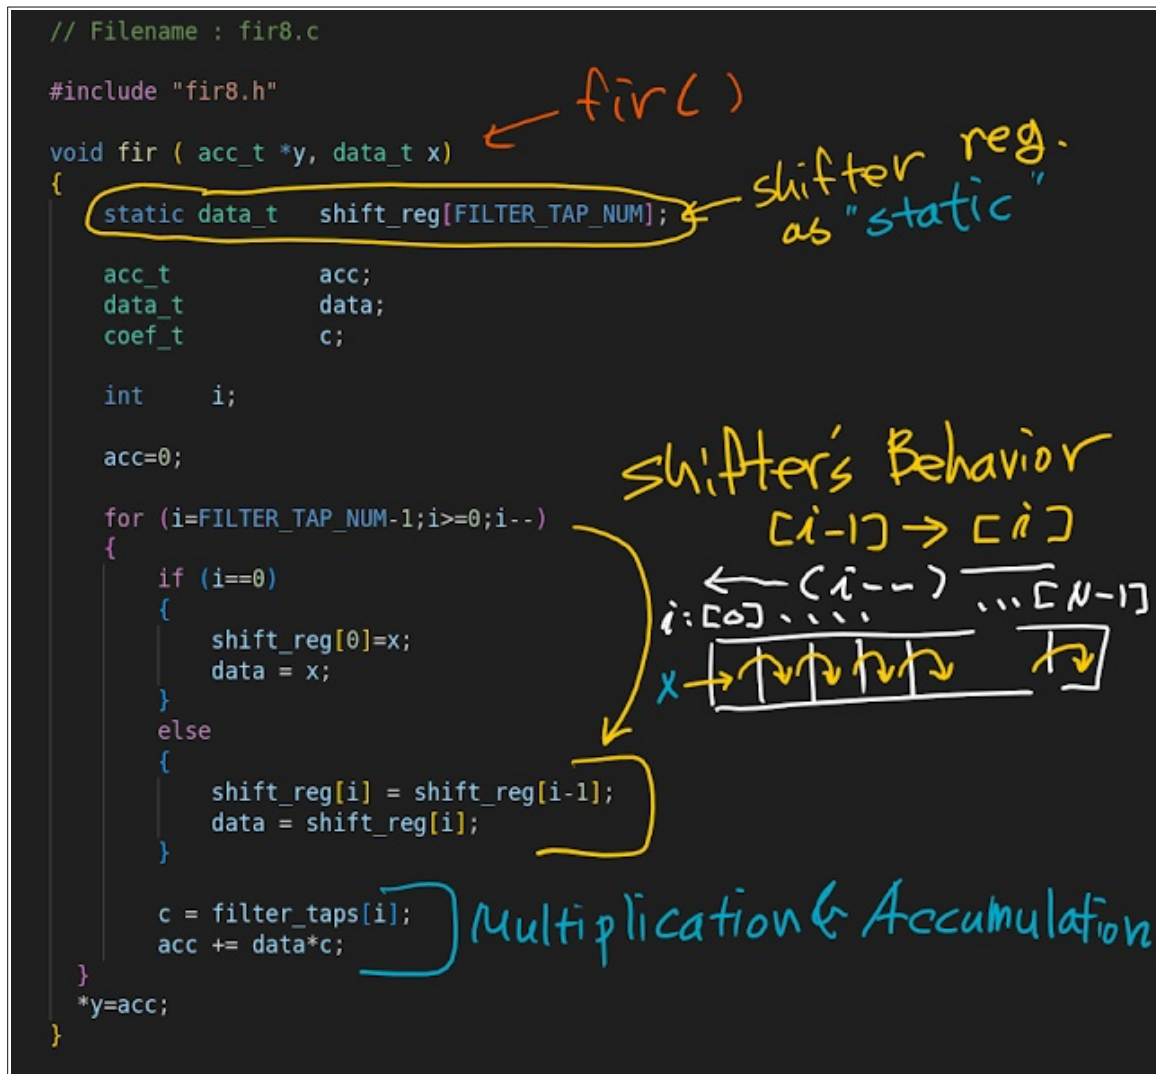 // Filename : fir8.c
#include "fir8.h"
fir()
void fir ( acc_t *y, data_t x)
{
static data_t shift_reg[FILTER_TAP_NUM];
shifter reg.
as "static"
acc_t acc;
data_t data;
coef_t c;
int i;
acc=0;
for (i=FILTER_TAP_NUM-1;i>=0;i--)
{
if (i==0)
{
shift_reg[0]=x;
data = x;
}
else
{
shift_reg[i] = shift_reg[i-1];
data = shift_reg[i];
}
Shifter's Behavior
[i-1] → [i]
← (i--)
i:[0] ..... ...[N-1]
x →
c = filter_taps[i];
acc += data*c;
Multiplication & Accumulation
}
*y=acc;
}